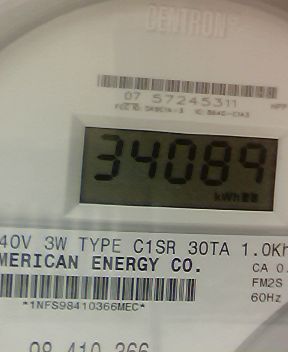 CENTRON®
07 57245311
34089
kWh
40V 3W TYPE C1SR 30TA 1.0Kh
MERICAN ENERGY CO.
CA 0.
FM2S
*1NFS98410366MEC*
60Hz
98 410 366